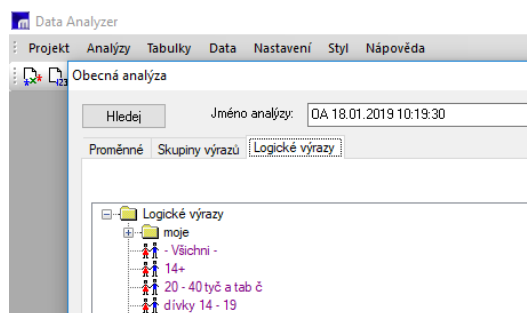 Data Analyzer
Projekt Analýzy Tabulky Data Nastavení Styl Nápověda
123 Obecná analýza
Hledej Jméno analýzy: OA 18.01.2019 10:19:30
Proměnné Skupiny výrazů Logické výrazy
Logické výrazy
moje
- Všichni -
14+
20 - 40 tyč a tab č
dívky 14 - 19